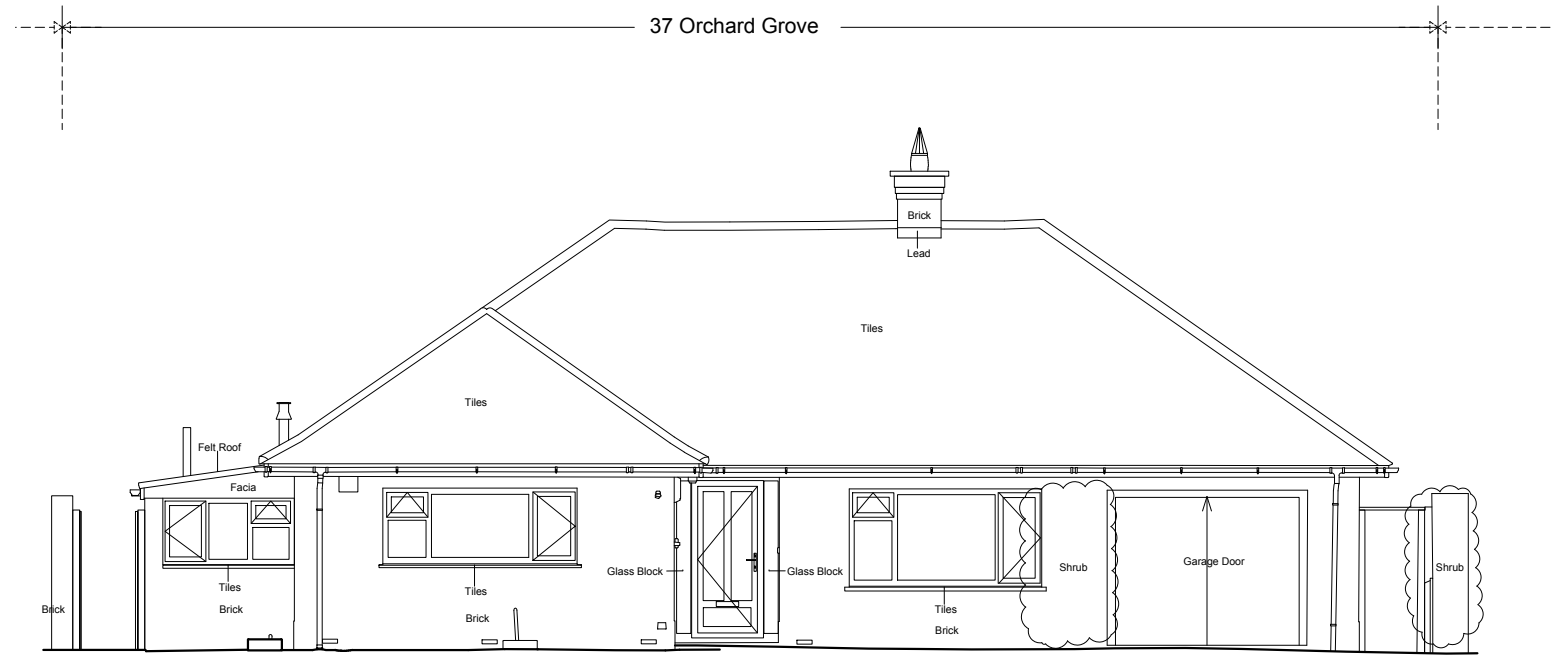 37 Orchard Grove
Brick
Lead
Tiles
Tiles
Felt Roof
Facia
Glass Block
Glass Block
Shrub
Garage Door
Shrub
Tiles
Tiles
Tiles
Brick
Brick
Brick
Brick